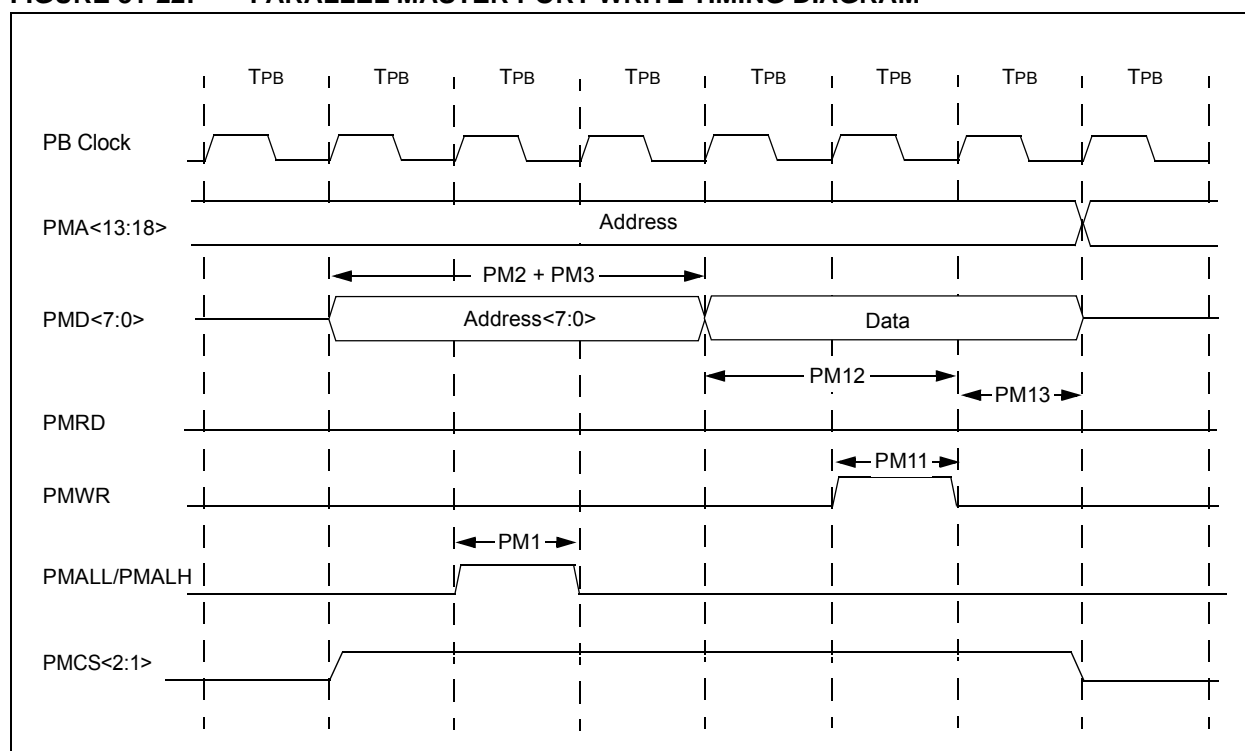 FIGURE PARALLEL MASTER PORT WRITE TIMING DIAGRAM
TPB TPB TPB TPB TPB TPB TPB TPB
PB Clock
PMA<13:18> Address
PM2 + PM3
PMD<7:0> Address<7:0> Data
PM12
PM13
PMRD
PM11
PMWR
PM1
PMALL/PMALH
PMCS<2:1>